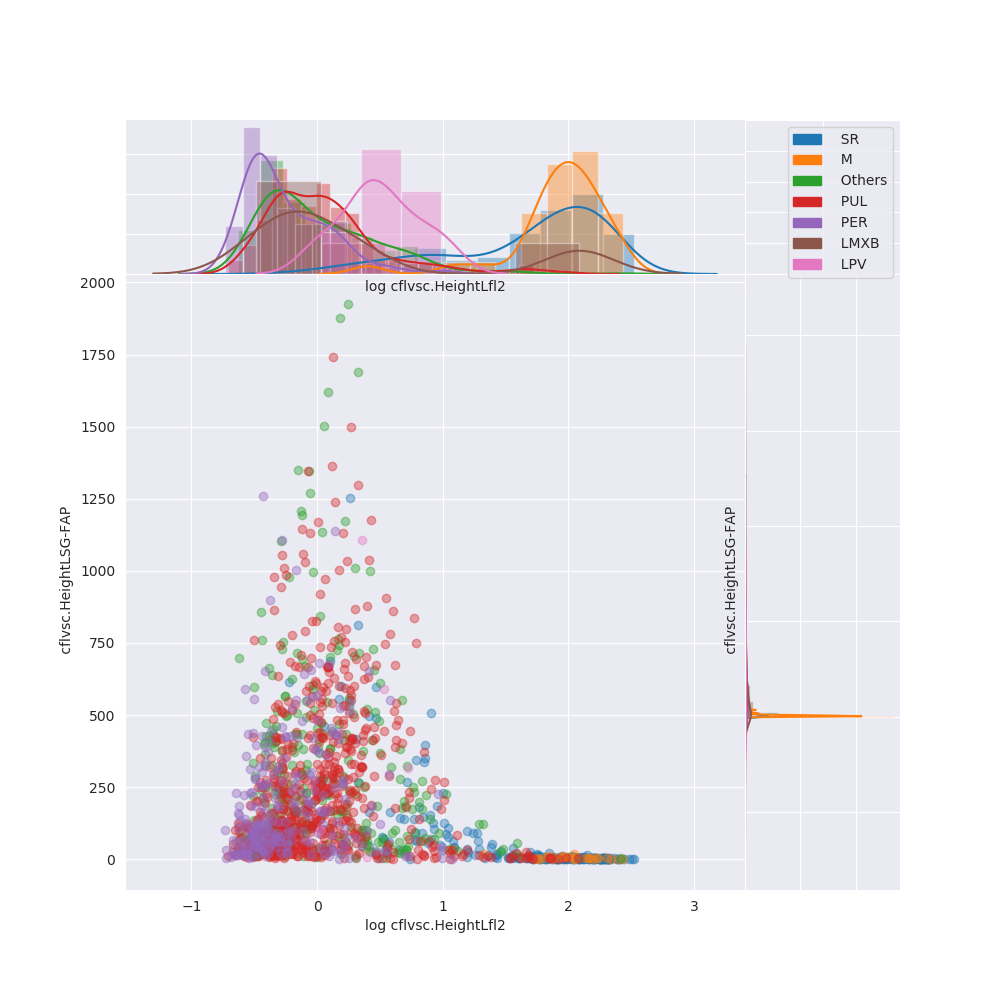 SR
M
Others
PUL
PER
LMXB
LPV
log cflvsc.HeightLfl2
2000
1750
1500
1250
1000
750
500
250
0
cflvsc.HeightLSG-FAP
cflvsc.HeightLSG-FAP
−1
0
1
2
3
log cflvsc.HeightLfl2